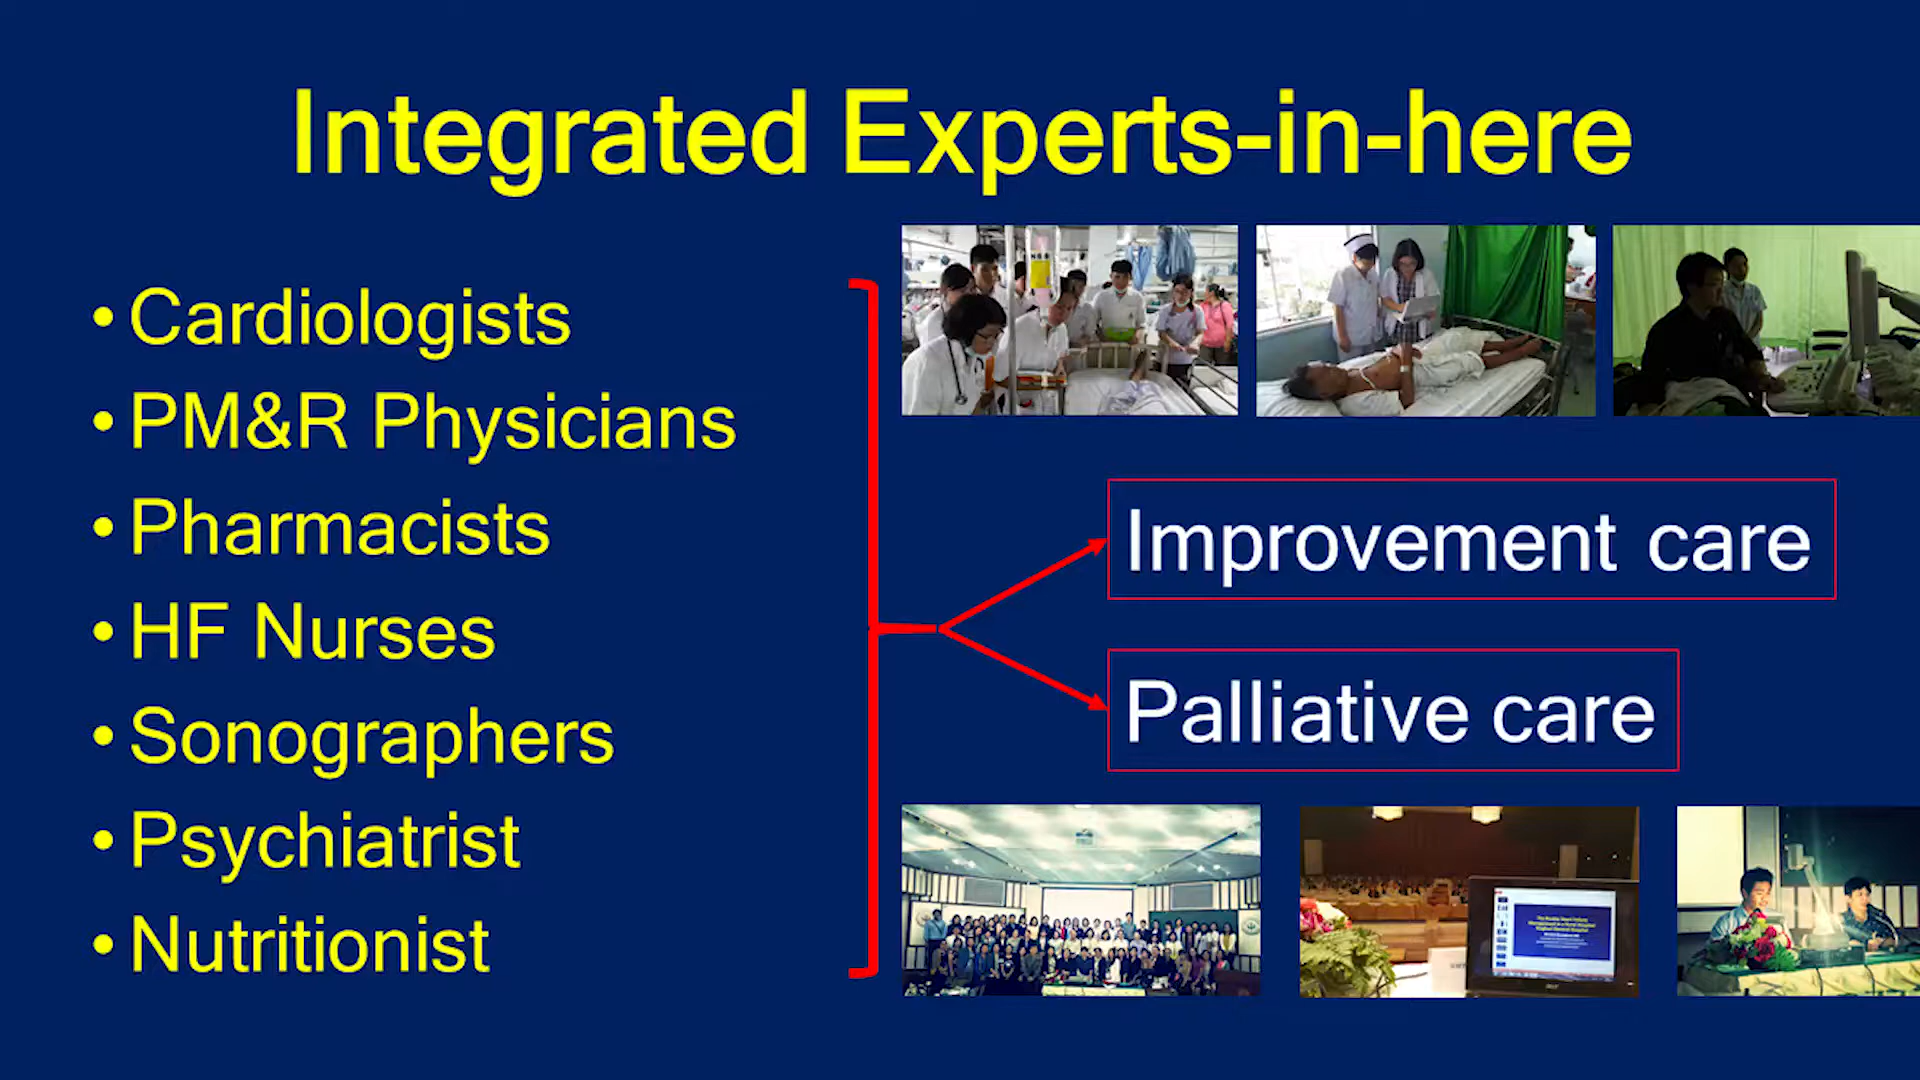 Integrated Experts-in-here
• Cardiologists
• PM&R Physicians
• Pharmacists
• HF Nurses
• Sonographers
• Psychiatrist
• Nutritionist
Improvement care
Palliative care